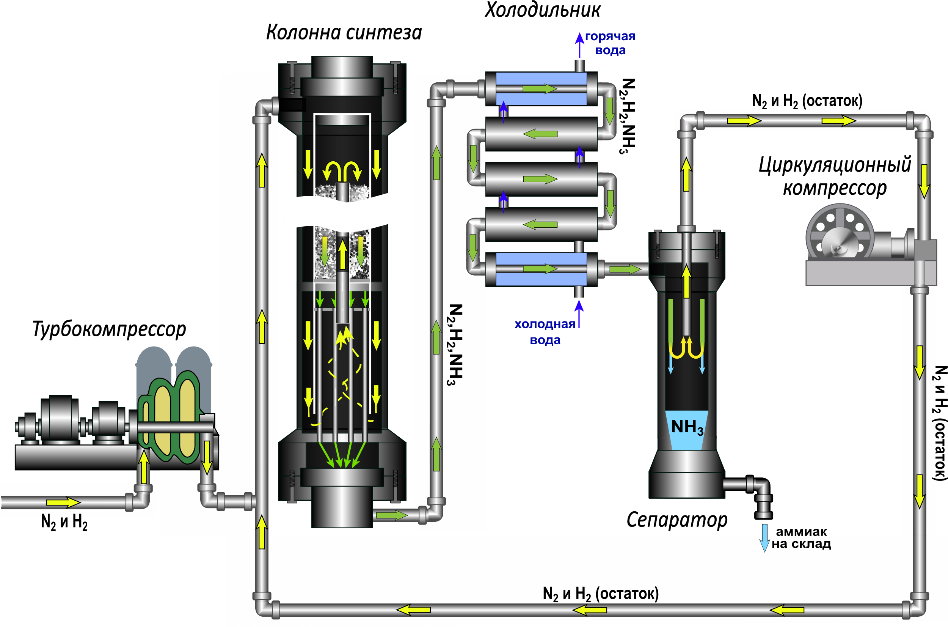 Холодильник
Колонна синтеза
горячая
вода
N₂,H₂,NH₃
N₂ и H₂ (остаток)
Циркуляционный
компрессор
Турбокомпрессор
N₂,H₂,NH₃
холодная
вода
N₂ и H₂ (остаток)
NH₃
N₂ и H₂
Сепаратор
аммиак
на склад
N₂ и H₂ (остаток)